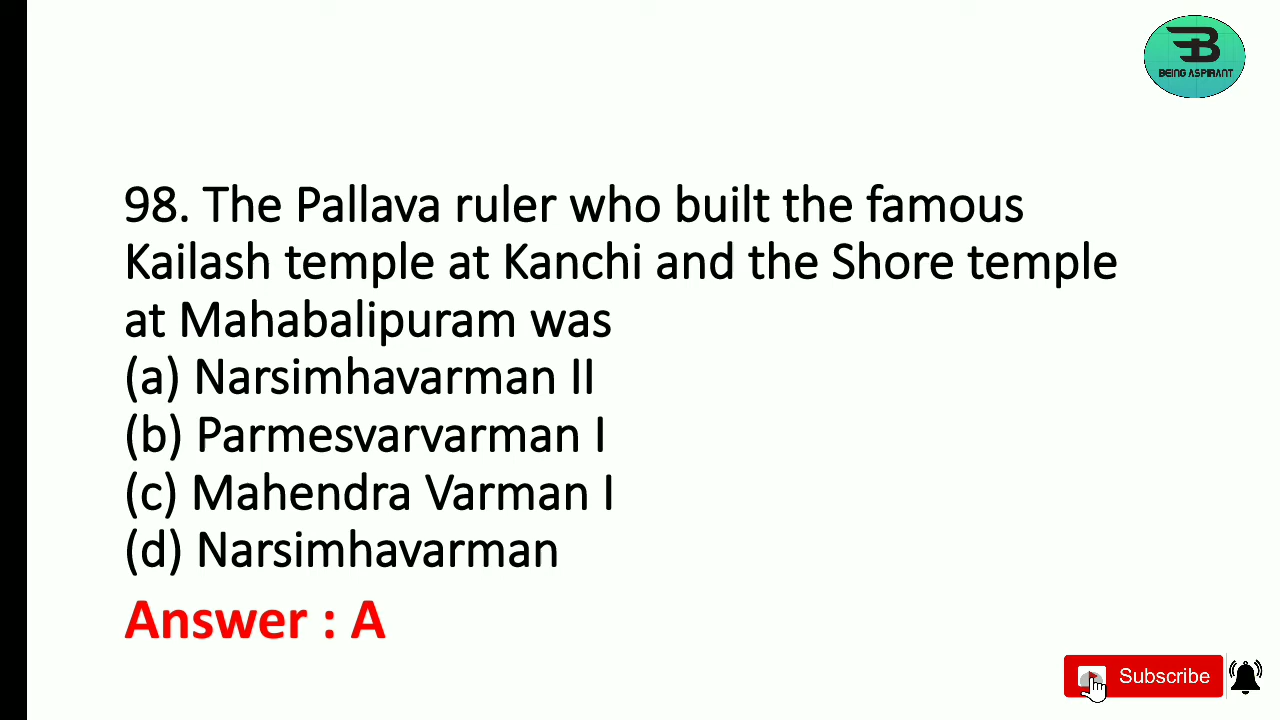 BEING ASPIRANT
98. The Pallava ruler who built the famous
Kailash temple at Kanchi and the Shore temple
at Mahabalipuram was
(a) Narsimhavarman II
(b) Parmesvarvarman I
(c) Mahendra Varman I
(d) Narsimhavarman
Answer : A
Subscribe